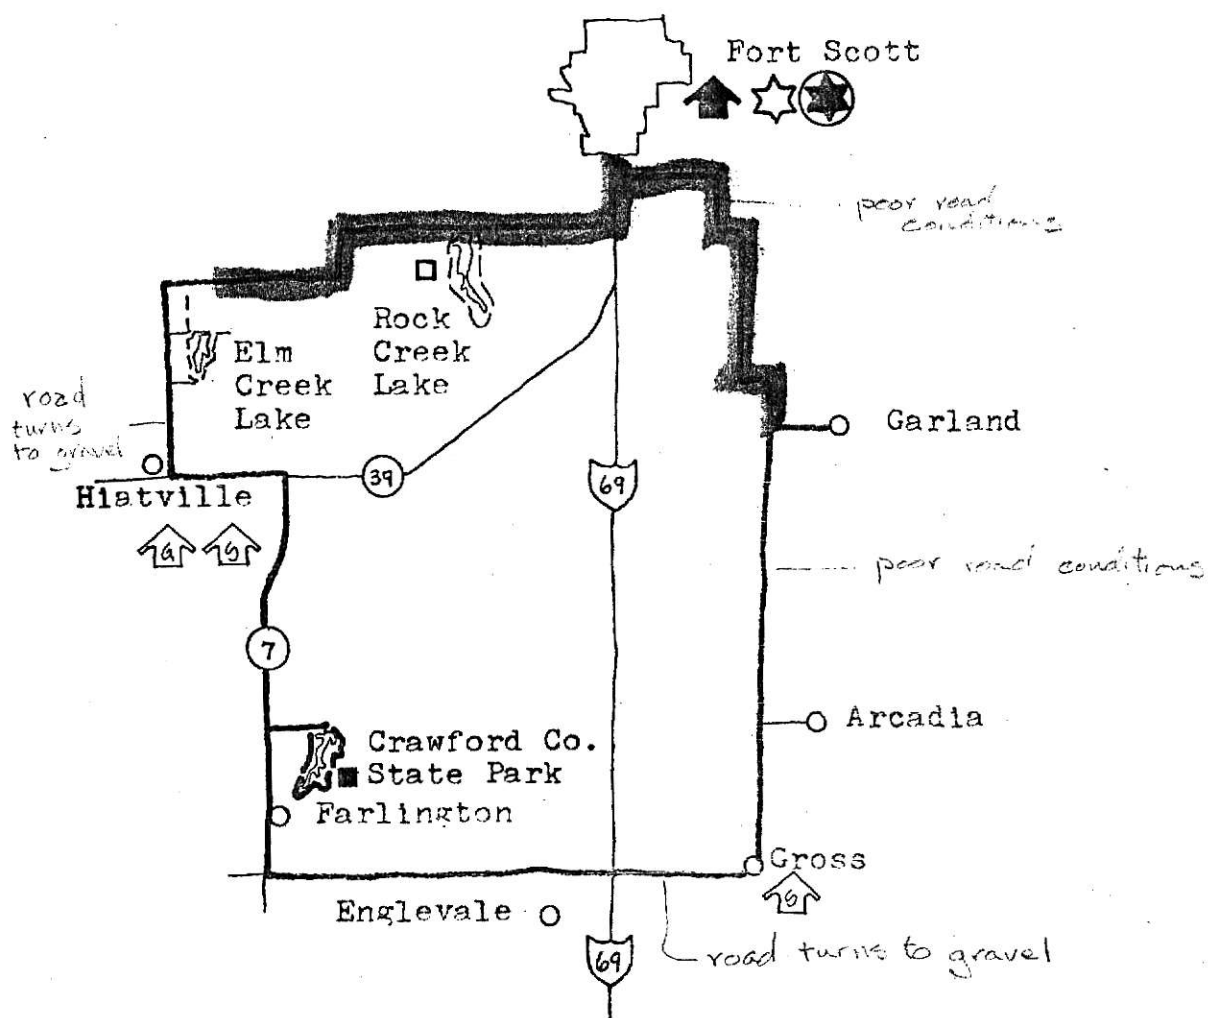 Fort Scott
poor road
conditions
Rock
Creek
Lake
Elm
Creek
Lake
road
turns
to gravel
Garland
39
69
Hiatville
G S
poor road conditions
7
Arcadia
Crawford Co.
State Park
Farlington
Gross
S
Englevale
road turns to gravel
69